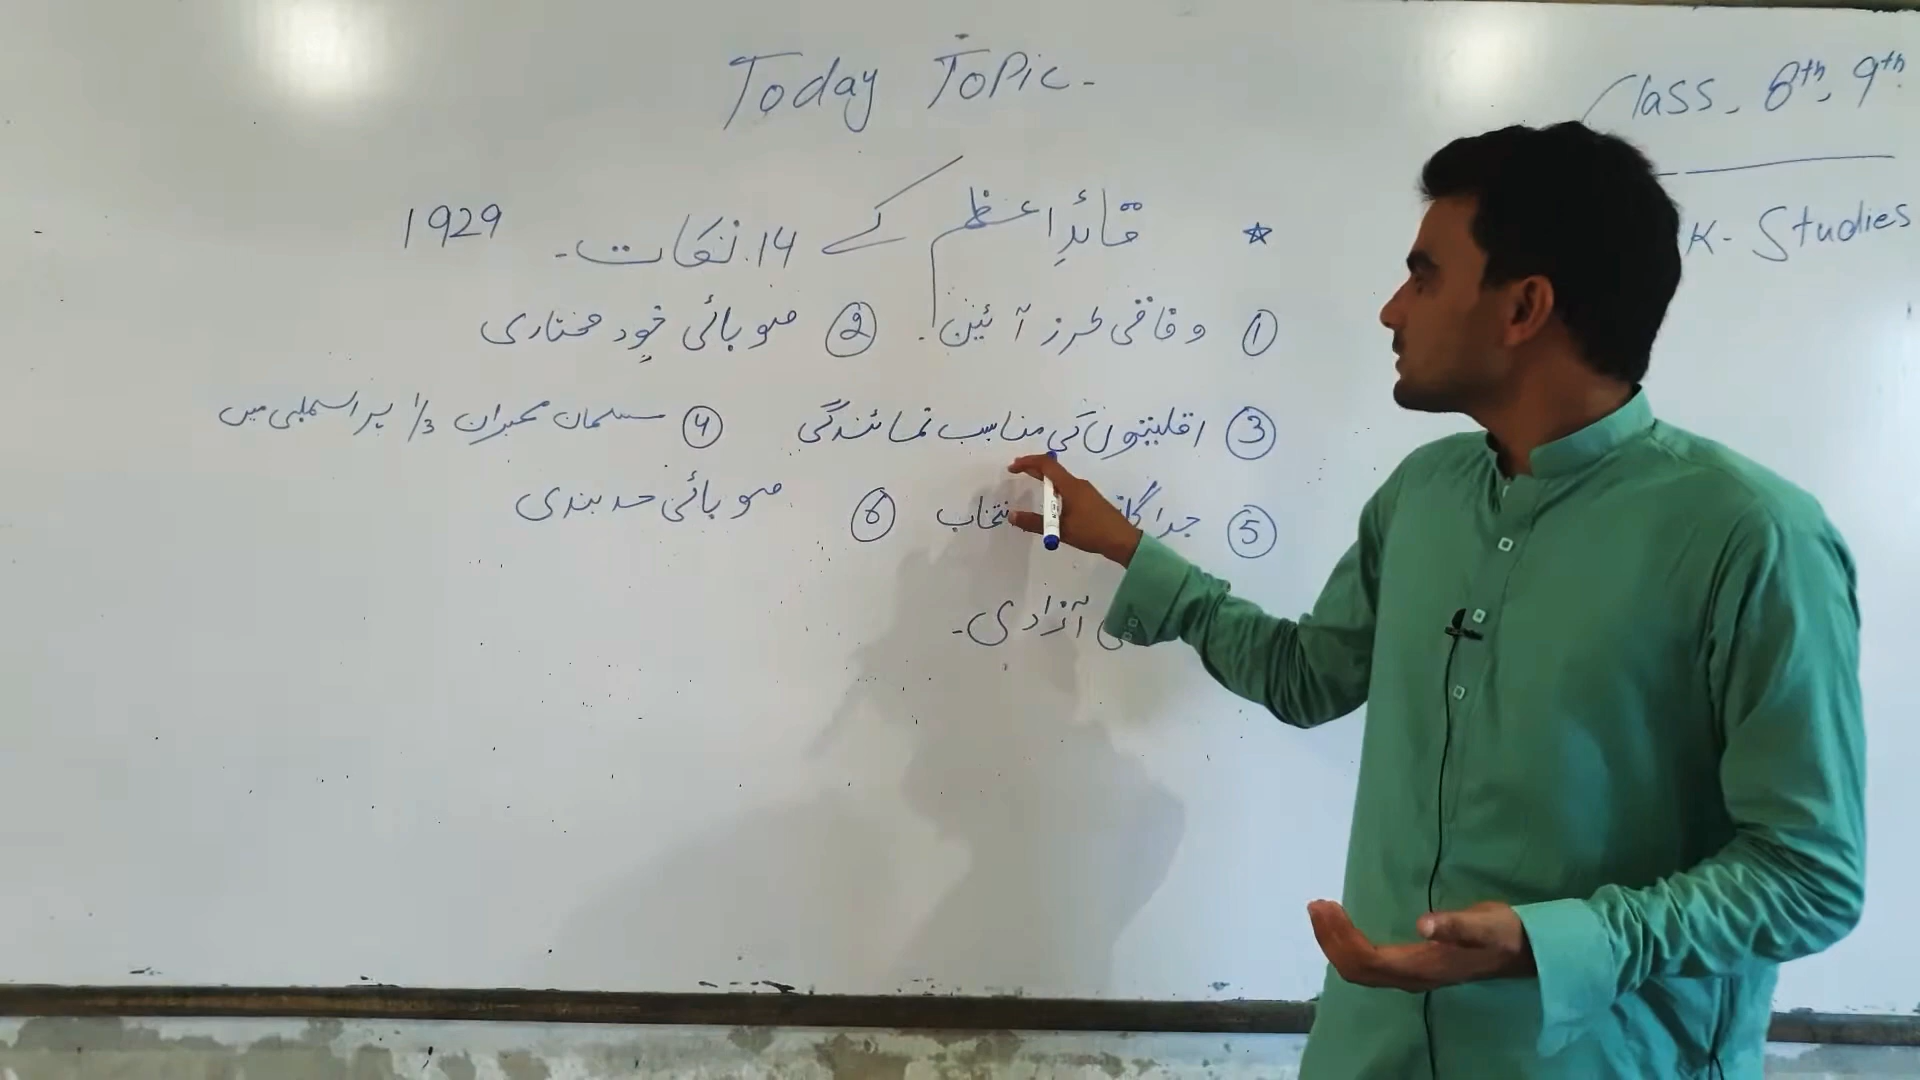 Today Topic.
Class. 8th, 9th
K- Studies
قائدِ اعظم کے 14. نکات۔ 1929
① وفاقی طرز آئین۔ ② صوبائی خود مختاری
③ اقلیتوں کی مناسب نمائندگی ④ مسلمان ممبران 1/3 پر اسمبلی میں
⑤ انتخاب ⑥ صوبائی حد بندی
آزادی۔